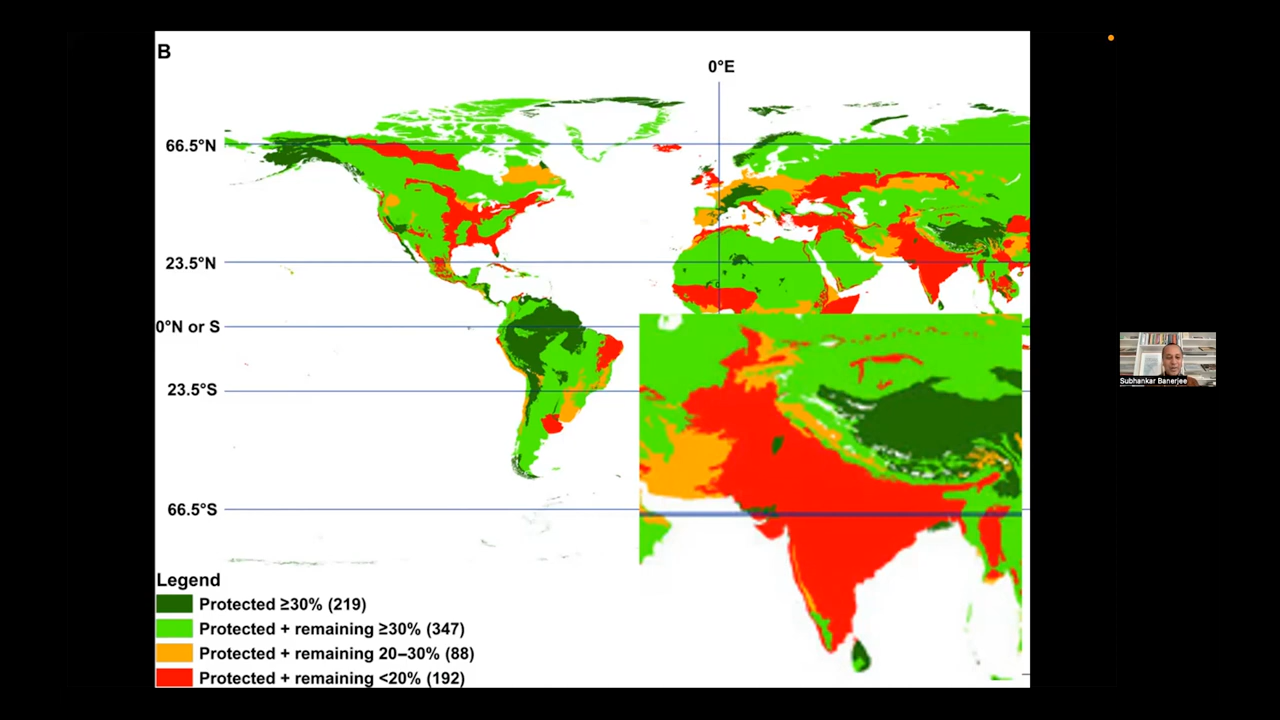 B
0°E
66.5°N
23.5°N
0°N or S
23.5°S
66.5°S
Legend
Protected ≥30% (219)
Protected + remaining ≥30% (347)
Protected + remaining 20–30% (88)
Protected + remaining <20% (192)
Subhankar Banerjee